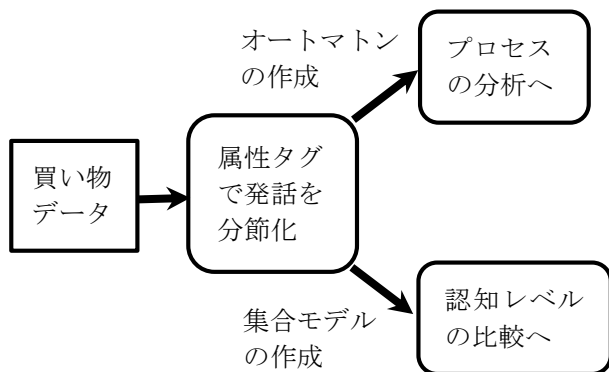 買い物
データ
属性タグ
で発話を
分節化
オートマトン
の作成
プロセス
の分析へ
集合モデル
の作成
認知レベル
の比較へ